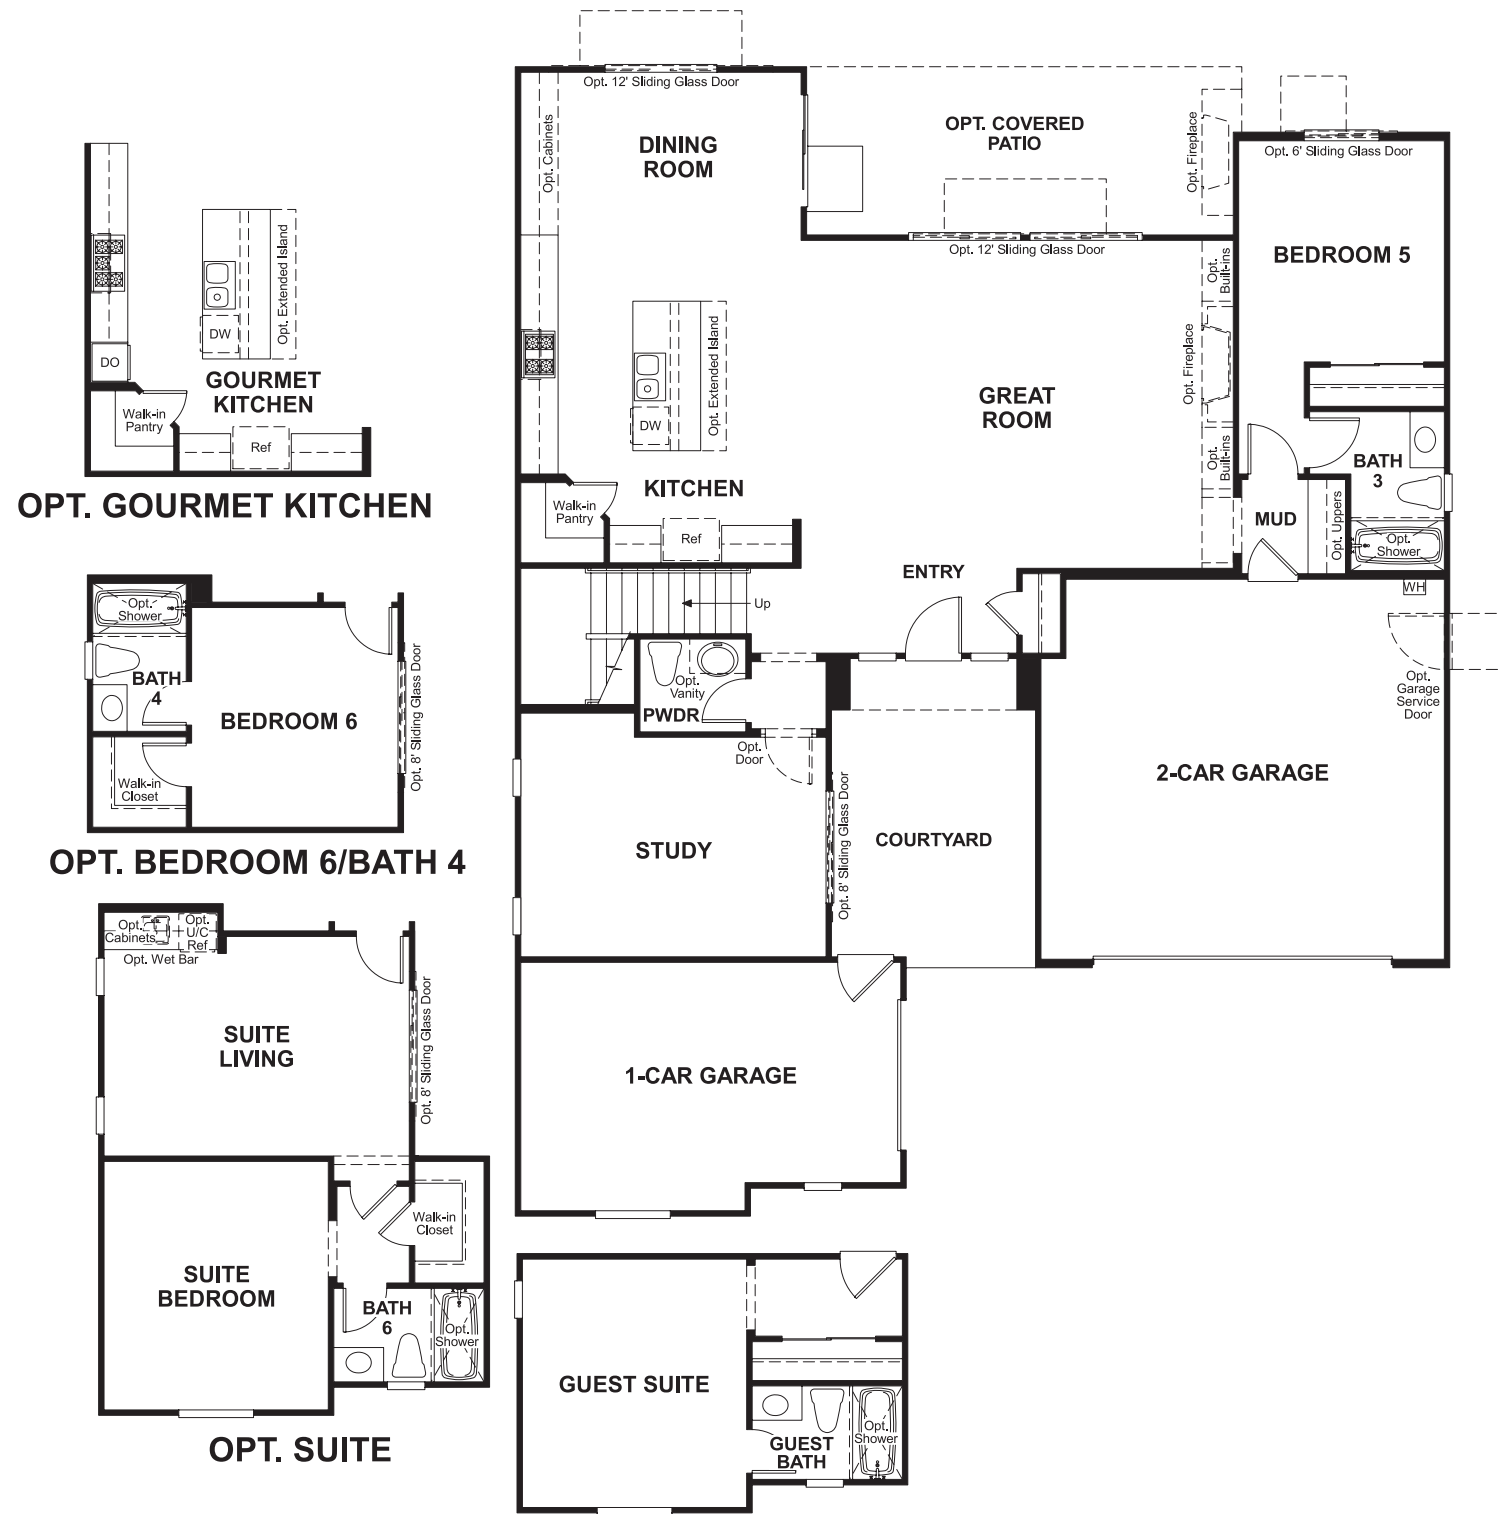 Opt. 12' Sliding Glass Door
DINING
ROOM
Opt. Cabinets
OPT. COVERED
PATIO
Opt. Fireplace
Opt. 6' Sliding Glass Door
BEDROOM 5
Opt. 12' Sliding Glass Door
Opt.
Built-ins
Opt. Fireplace
Opt.
Built-ins
GREAT
ROOM
Opt. Extended Island
DW
KITCHEN
Walk-in
Pantry
Ref
BATH
3
MUD
Opt. Uppers
Opt.
Shower
ENTRY
Up
WH
Opt.
Garage
Service
Door
Opt.
Vanity
PWDR
Opt.
Door
2-CAR GARAGE
STUDY
Opt. 8' Sliding Glass Door
COURTYARD
1-CAR GARAGE
Opt. Extended Island
DW
DO
GOURMET
KITCHEN
Walk-in
Pantry
Ref
OPT. GOURMET KITCHEN
Opt.
Shower
BATH
4
BEDROOM 6
Opt. 8' Sliding Glass Door
Walk-in
Closet
OPT. BEDROOM 6/BATH 4
Opt.
Cabinets
Opt.
U/C
Ref
Opt. Wet Bar
SUITE
LIVING
Opt. 8' Sliding Glass Door
Walk-in
Closet
SUITE
BEDROOM
BATH
6
Opt.
Shower
OPT. SUITE
GUEST SUITE
GUEST
BATH
Opt.
Shower